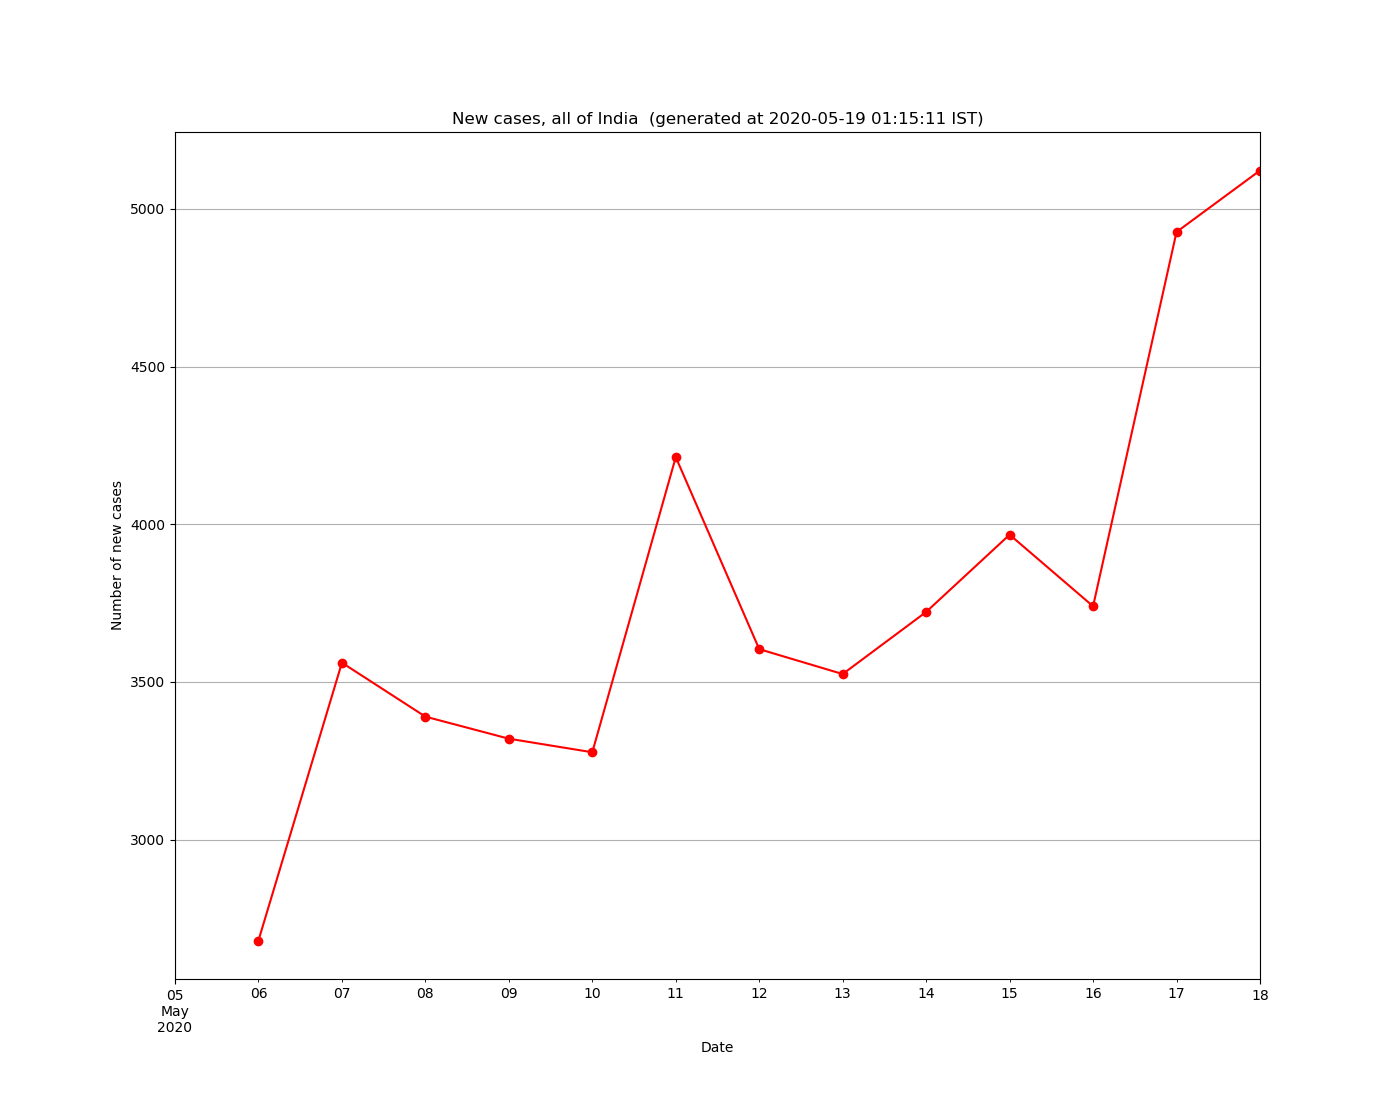 New cases, all of India  (generated at 2020-05-19 01:15:11 IST)
5000
4500
4000
3500
3000
Number of new cases
05 06 07 08 09 10 11 12 13 14 15 16 17 18
May
2020
Date